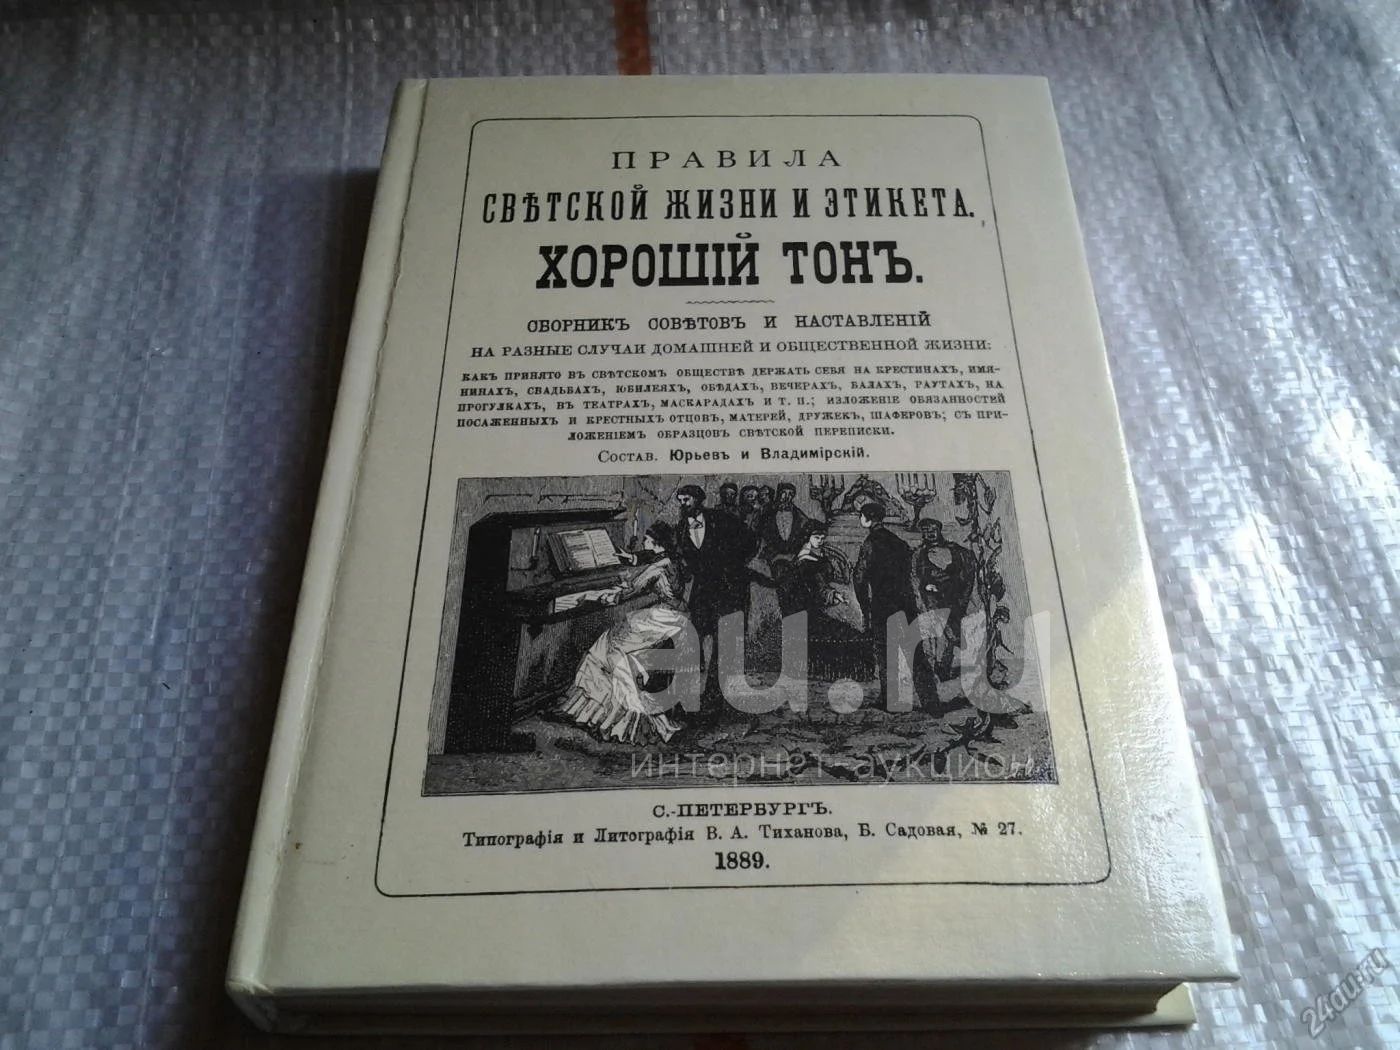 ПРАВИЛА
СВѢТСКОЙ ЖИЗНИ И ЭТИКЕТА.
ХОРОШІЙ ТОНЪ.
СБОРНИКЪ СОВѢТОВЪ И НАСТАВЛЕНІЙ
НА РАЗНЫЕ СЛУЧАИ ДОМАШНЕЙ И ОБЩЕСТВЕННОЙ ЖИЗНИ:
КАКЪ ПРИНЯТО ВЪ СВѢТСКОМЪ ОБЩЕСТВѢ ДЕРЖАТЬ СЕБЯ НА КРЕСТИНАХЪ, ИМЯ-
НИНАХЪ, СВАДЬБАХЪ, ЮБИЛЕЯХЪ, ОБѢДАХЪ, ВЕЧЕРАХЪ, БАЛАХЪ, РАУТАХЪ, НА
ПРОГУЛКАХЪ, ВЪ ТЕАТРАХЪ, МАСКАРАДАХЪ И Т. П.; ИЗЛОЖЕНІЕ ОБЯЗАННОСТЕЙ
ПОСАЖЕННЫХЪ И КРЕСТНЫХЪ ОТЦОВЪ, МАТЕРЕЙ, ДРУЖЕКЪ, ШАФЕРОВЪ; СЪ ПРИ-
ЛОЖЕНІЕМЪ ОБРАЗЦОВЪ СВѢТСКОЙ ПЕРЕПИСКИ.
Состав. Юрьевъ и Владимірскій.
au.ru
интернет-аукцион
С.-ПЕТЕРБУРГЪ.
Типографія и Литографія В. А. Тиханова, Б. Садовая, № 27.
1889.
24au.ru